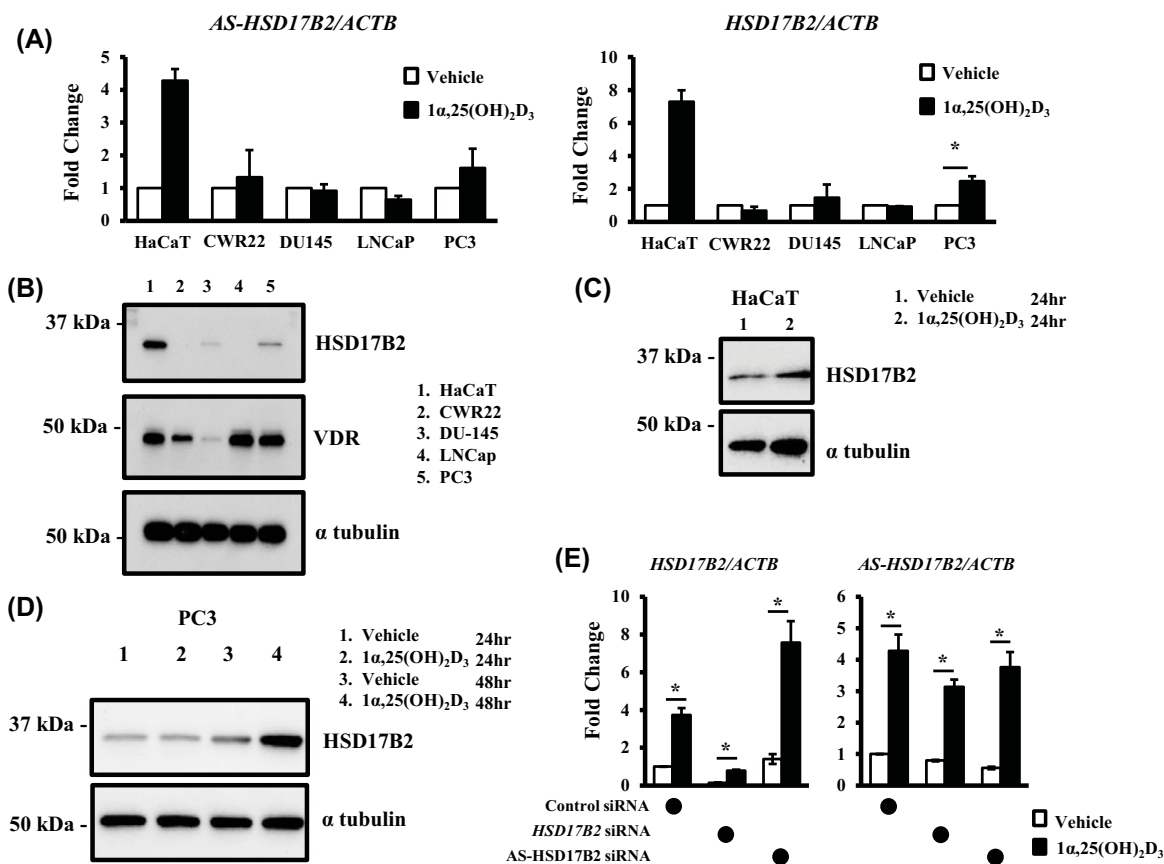 (A)
AS-HSD17B2/ACTB
Fold Change
5
4
3
2
1
0
HaCaT CWR22 DU145 LNCaP PC3
Vehicle
1α,25(OH)₂D₃
HSD17B2/ACTB
Fold Change
10
8
6
4
2
0
*
HaCaT CWR22 DU145 LNCaP PC3
Vehicle
1α,25(OH)₂D₃
(B)
1 2 3 4 5
37 kDa -
HSD17B2
50 kDa -
VDR
50 kDa -
α tubulin
1. HaCaT
2. CWR22
3. DU-145
4. LNCap
5. PC3
(C)
HaCaT
1 2
1. Vehicle 24hr
2. 1α,25(OH)₂D₃ 24hr
37 kDa -
HSD17B2
50 kDa -
α tubulin
(D)
PC3
1 2 3 4
1. Vehicle 24hr
2. 1α,25(OH)₂D₃ 24hr
3. Vehicle 48hr
4. 1α,25(OH)₂D₃ 48hr
37 kDa -
HSD17B2
50 kDa -
α tubulin
(E)
HSD17B2/ACTB
Fold Change
10
8
6
4
2
0
* * *
AS-HSD17B2/ACTB
6
5
4
3
2
1
0
* * *
Control siRNA
HSD17B2 siRNA
AS-HSD17B2 siRNA
Vehicle
1α,25(OH)₂D₃